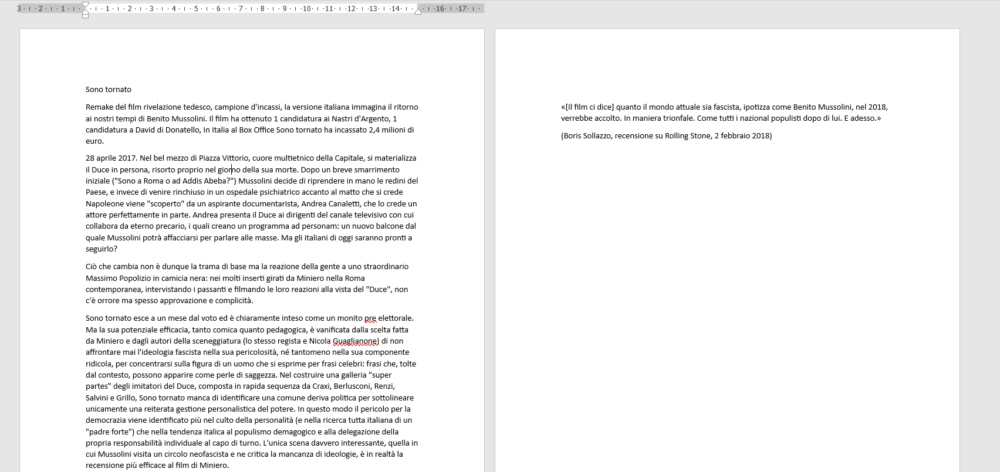 3 · ı · 2 · ı · 1 · ı · · ı · 1 · ı · 2 · ı · 3 · ı · 4 · ı · 5 · ı · 6 · ı · 7 · ı · 8 · ı · 9 · ı · 10 · ı · 11 · ı · 12 · ı · 13 · ı · 14 · ı · · ı · 16 · ı · 17 · ı ·
Sono tornato
Remake del film rivelazione tedesco, campione d'incassi, la versione italiana immagina il ritorno
ai nostri tempi di Benito Mussolini. Il film ha ottenuto 1 candidatura ai Nastri d'Argento, 1
candidatura a David di Donatello, In Italia al Box Office Sono tornato ha incassato 2,4 milioni di
euro.
28 aprile 2017. Nel bel mezzo di Piazza Vittorio, cuore multietnico della Capitale, si materializza
il Duce in persona, risorto proprio nel giorno della sua morte. Dopo un breve smarrimento
iniziale ("Sono a Roma o ad Addis Abeba?") Mussolini decide di riprendere in mano le redini del
Paese, e invece di venire rinchiuso in un ospedale psichiatrico accanto al matto che si crede
Napoleone viene "scoperto" da un aspirante documentarista, Andrea Canaletti, che lo crede un
attore perfettamente in parte. Andrea presenta il Duce ai dirigenti del canale televisivo con cui
collabora da eterno precario, i quali creano un programma ad personam: un nuovo balcone dal
quale Mussolini potrà affacciarsi per parlare alle masse. Ma gli italiani di oggi saranno pronti a
seguirlo?
Ciò che cambia non è dunque la trama di base ma la reazione della gente a uno straordinario
Massimo Popolizio in camicia nera: nei molti inserti girati da Miniero nella Roma
contemporanea, intervistando i passanti e filmando le loro reazioni alla vista del "Duce", non
c'è orrore ma spesso approvazione e complicità.
Sono tornato esce a un mese dal voto ed è chiaramente inteso come un monito pre elettorale.
Ma la sua potenziale efficacia, tanto comica quanto pedagogica, è vanificata dalla scelta fatta
da Miniero e dagli autori della sceneggiatura (lo stesso regista e Nicola Guaglianone) di non
affrontare mai l'ideologia fascista nella sua pericolosità, né tantomeno nella sua componente
ridicola, per concentrarsi sulla figura di un uomo che si esprime per frasi celebri: frasi che, tolte
dal contesto, possono apparire come perle di saggezza. Nel costruire una galleria "super
partes" degli imitatori del Duce, composta in rapida sequenza da Craxi, Berlusconi, Renzi,
Salvini e Grillo, Sono tornato manca di identificare una comune deriva politica per sottolineare
unicamente una reiterata gestione personalistica del potere. In questo modo il pericolo per la
democrazia viene identificato più nel culto della personalità (e nella ricerca tutta italiana di un
"padre forte") che nella tendenza italica al populismo demagogico e alla delegazione della
propria responsabilità individuale al capo di turno. L'unica scena davvero interessante, quella in
cui Mussolini visita un circolo neofascista e ne critica la mancanza di ideologie, è in realtà la
recensione più efficace al film di Miniero.
«[Il film ci dice] quanto il mondo attuale sia fascista, ipotizza come Benito Mussolini, nel 2018,
verrebbe accolto. In maniera trionfale. Come tutti i nazional populisti dopo di lui. E adesso.»
(Boris Sollazzo, recensione su Rolling Stone, 2 febbraio 2018)